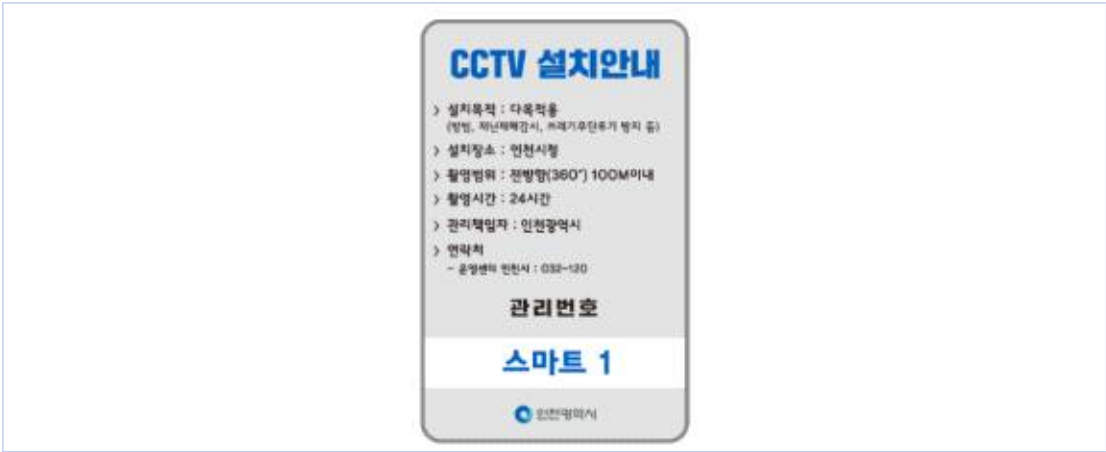 CCTV 설치안내
> 설치목적 : 다목적용
(방범, 재난재해감시, 쓰레기무단투기 방지 등)
> 설치장소 : 인천시청
> 촬영범위 : 전방향(360°) 100M이내
> 촬영시간 : 24시간
> 관리책임자 : 인천광역시
> 연락처
- 운영센터 인천시 : 032-120
관리번호
스마트 1
인천광역시